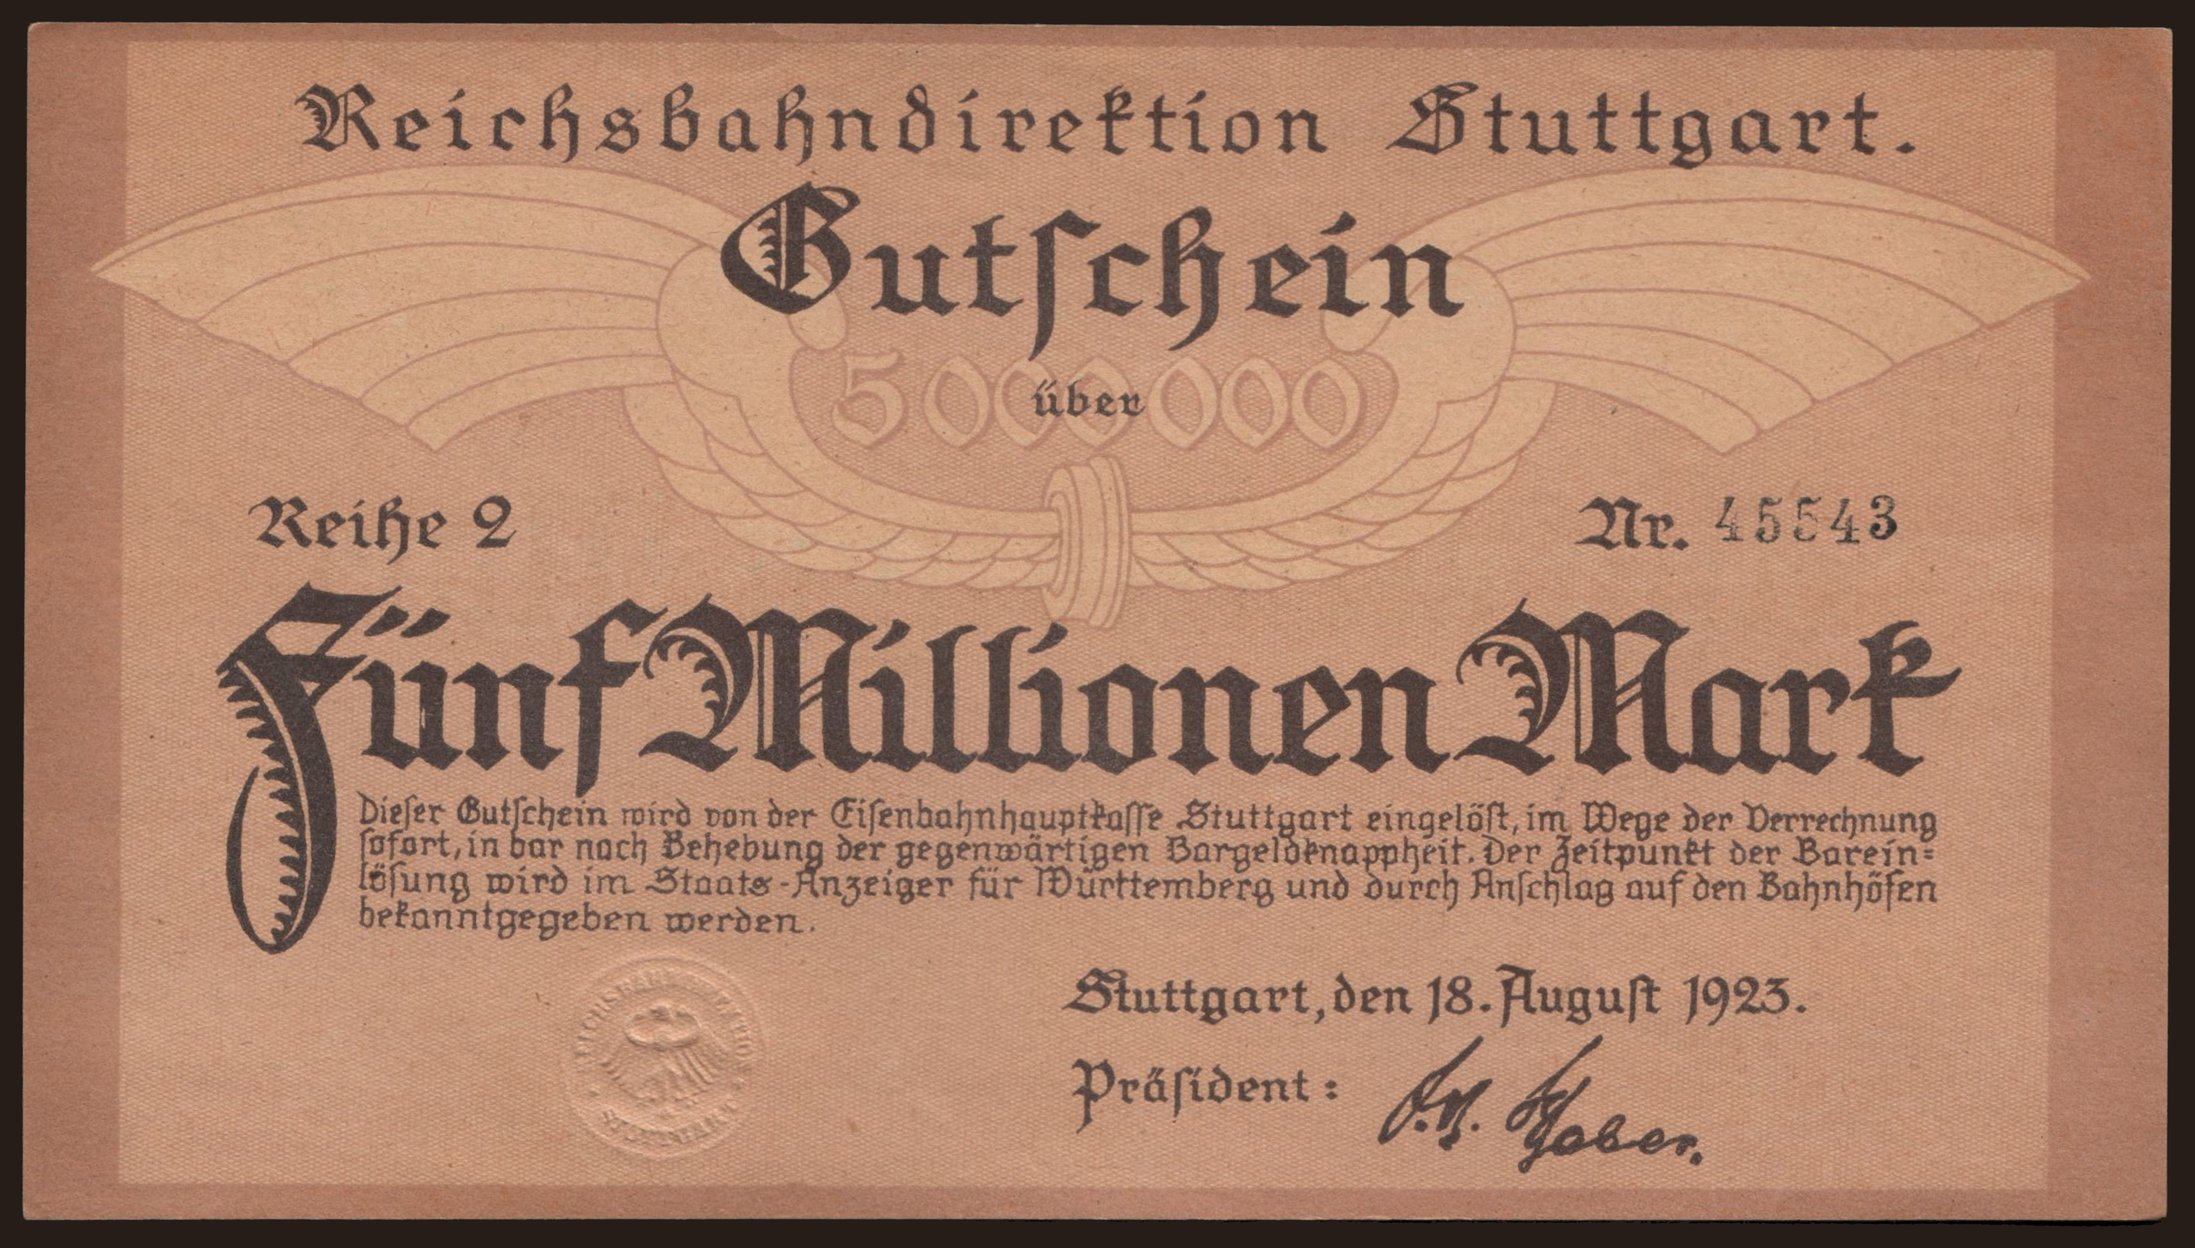 Reichsbahndirektion Stuttgart.
Gutſchein
5000000
über
Reihe 2
Nr. 45543
Fünf Millionen Mark
Dieſer Gutſchein wird von der Eiſenbahnhauptkaſſe Stuttgart eingelöſt, im Wege der Verrechnung
ſofort, in bar nach Behebung der gegenwärtigen Bargeldknappheit. Der Zeitpunkt der Barein=
löſung wird im Staats-Anzeiger für Württemberg und durch Anſchlag auf den Bahnhöfen
bekanntgegeben werden.
REICHSBAHNDIREKTION
STUTTGART
Stuttgart, den 18. Auguſt 1923.
Präſident: